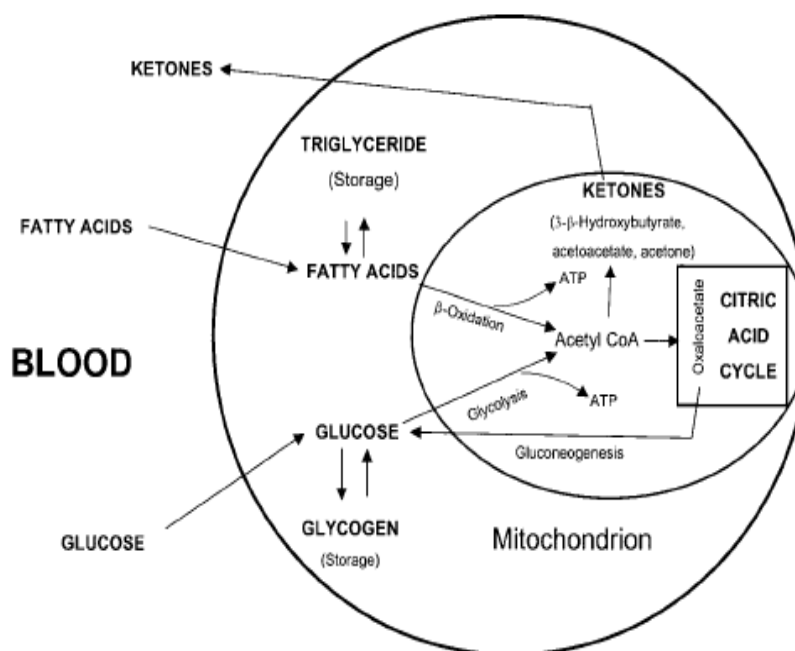 KETONES
TRIGLYCERIDE
(Storage)
KETONES
(3-β-Hydroxybutyrate,
acetoacetate, acetone)
FATTY ACIDS
FATTY ACIDS
ATP
β-Oxidation
Oxaloacetate
CITRIC
ACID
CYCLE
Acetyl CoA
BLOOD
Glycolysis
ATP
GLUCOSE
Gluconeogenesis
GLYCOGEN
(Storage)
Mitochondrion
GLUCOSE